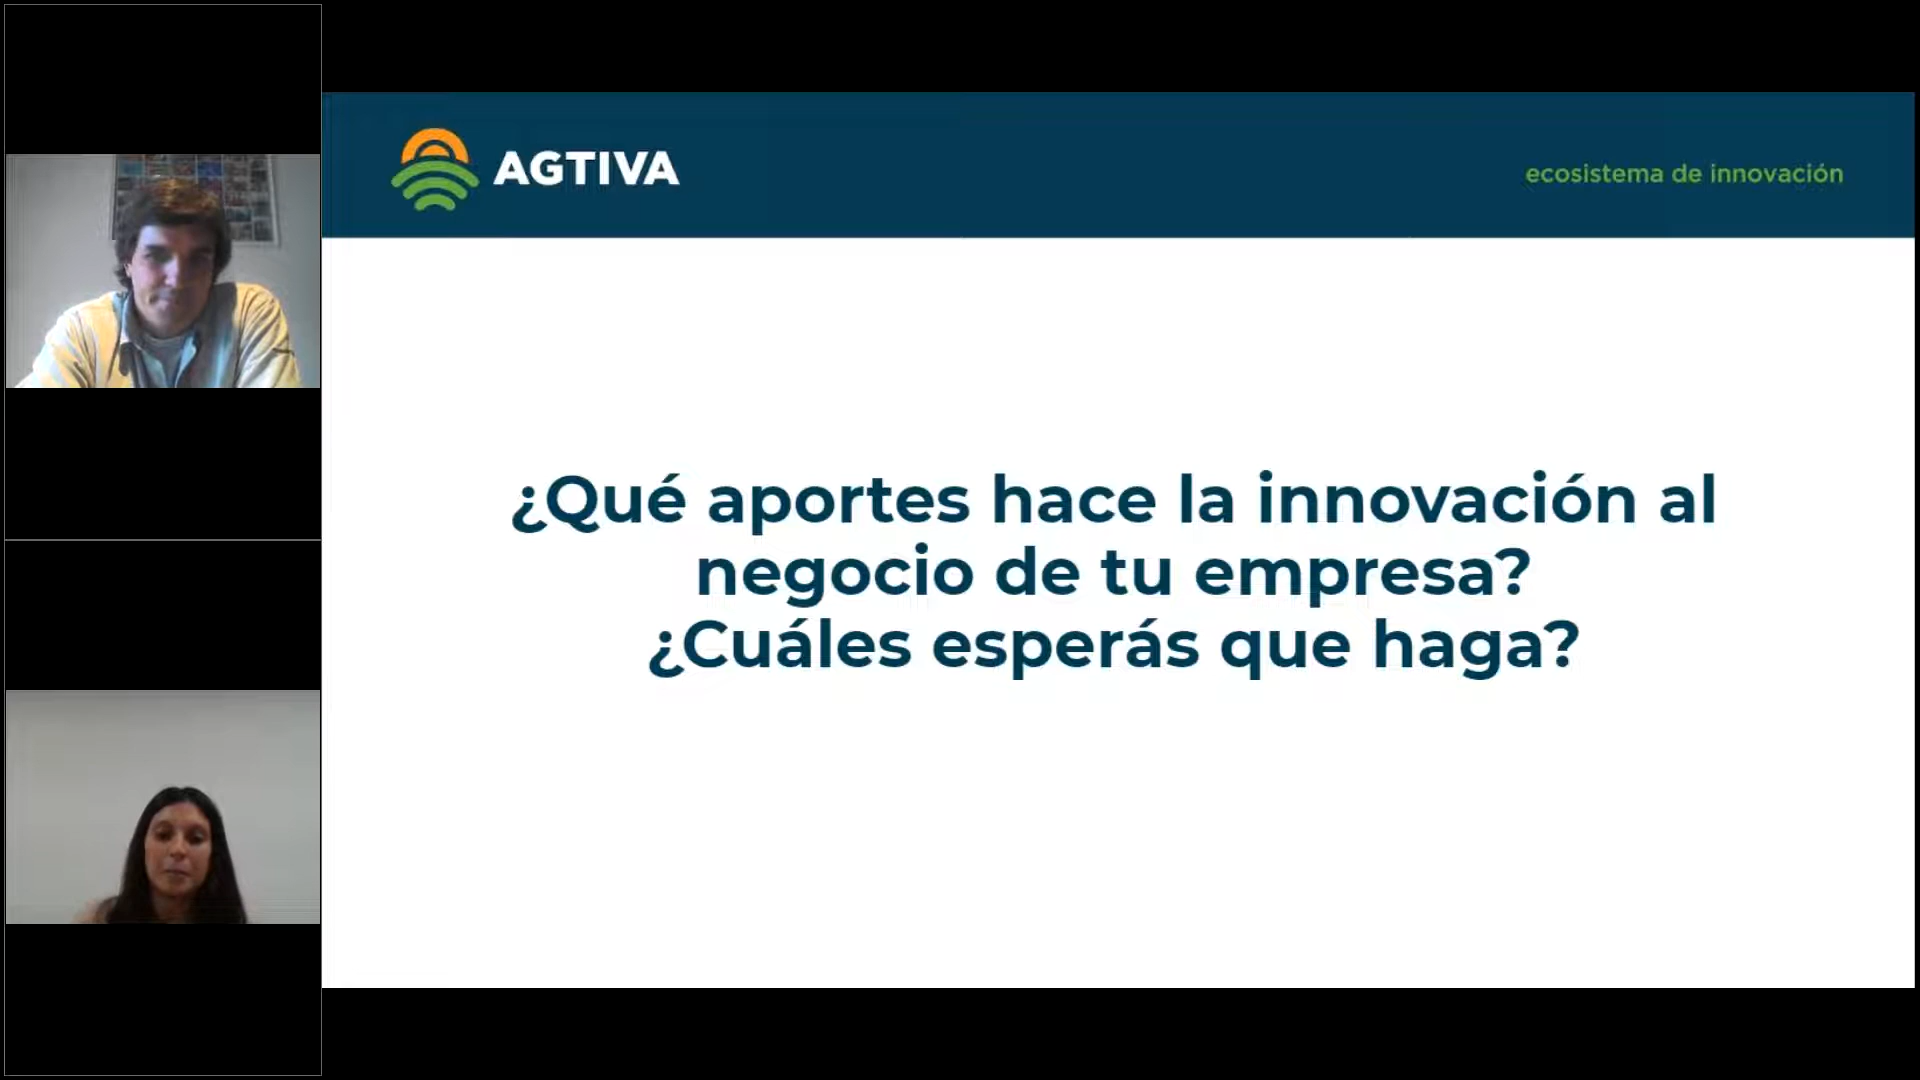 AGTIVA
ecosistema de innovación
¿Qué aportes hace la innovación al
negocio de tu empresa?
¿Cuáles esperás que haga?